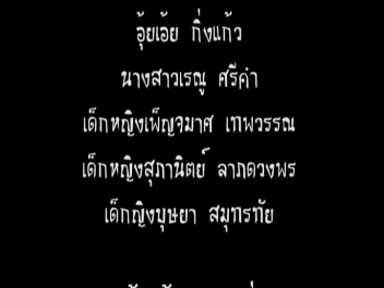 อุ้ยเอ้ย กิ่งแก้ว
นางสาวเรณู ศรีคำ
เด็กหญิงเพ็ญจมาศ เทพวรรณ
เด็กหญิงสุภานิตย์ ลาภดวงพร
เด็กญิงบุษยา สมุทรทัย